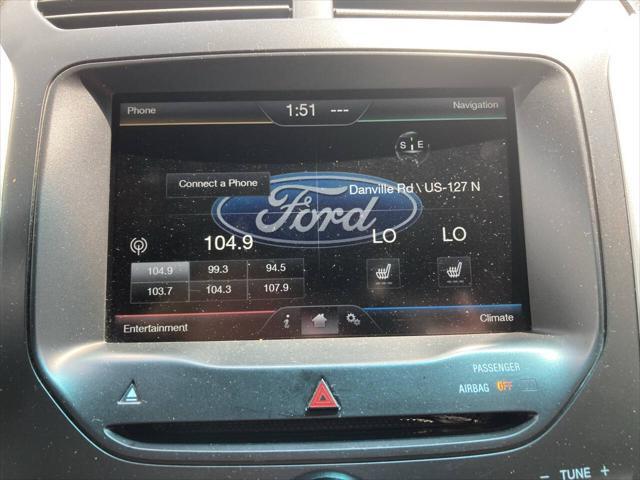 Phone 1:51 --- Navigation
S E
Connect a Phone
Danville Rd \ US-127 N
Ford
104.9 LO LO
104.9 99.3 94.5
103.7 104.3 107.9
Entertainment i Climate
PASSENGER
AIRBAG OFF
− TUNE +